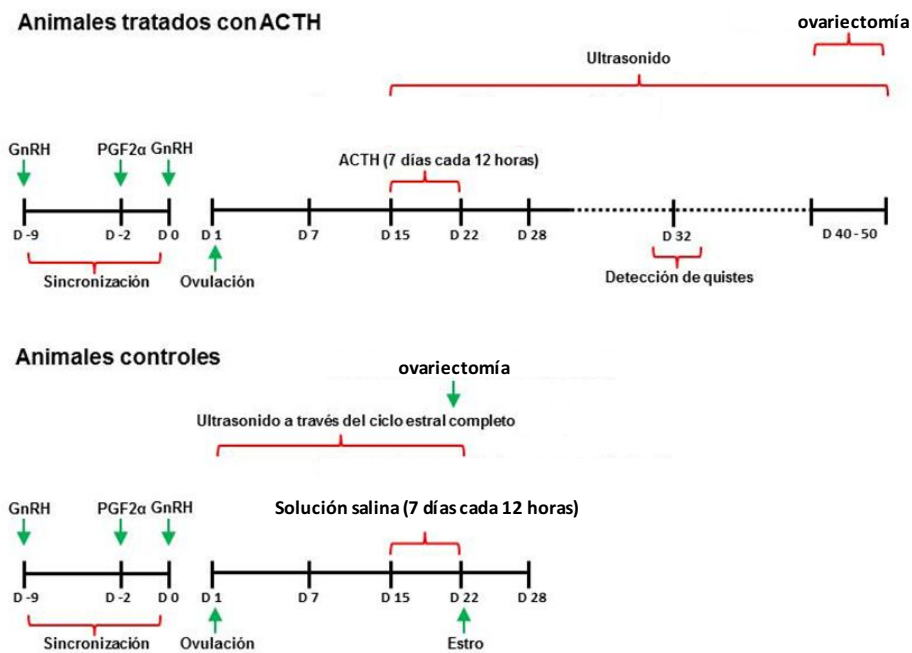 Animales tratados con ACTH
ovariectomía
Ultrasonido
GnRH PGF2α GnRH
ACTH (7 días cada 12 horas)
D -9 D -2 D 0 D 1 D 7 D 15 D 22 D 28 D 32 D 40 - 50
Sincronización Ovulación Detección de quistes
Animales controles
ovariectomía
Ultrasonido a través del ciclo estral completo
GnRH PGF2α GnRH
Solución salina (7 días cada 12 horas)
D -9 D -2 D 0 D 1 D 7 D 15 D 22 D 28
Sincronización Ovulación Estro